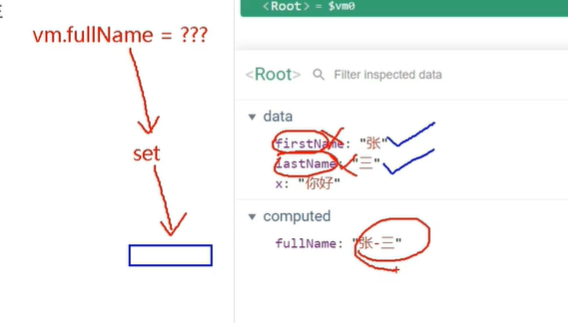 vm.fullName = ???
set
<Root> = $vm0
<Root> Filter inspected data
data
firstName: "张"
lastName: "三"
x: "你好"
computed
fullName: "张-三"